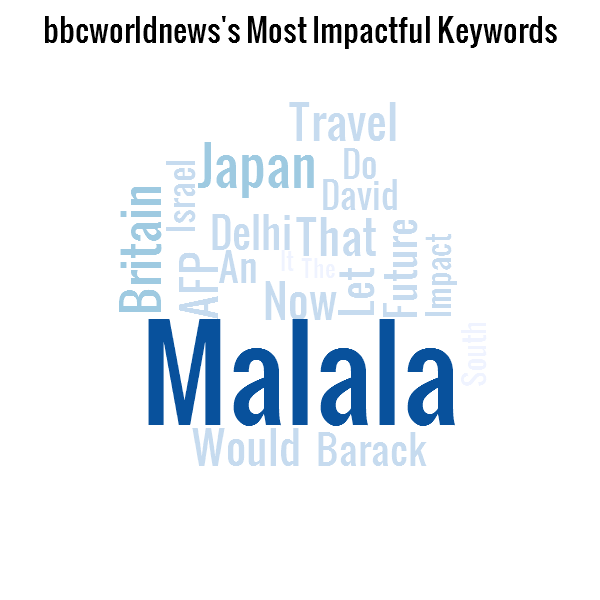 bbcworldnews's Most Impactful Keywords
Travel
Japan
Do
Israel
David
Britain
Delhi
That
Future
Impact
An
It
The
AFP
Let
Now
Malala
South
Would
Barack